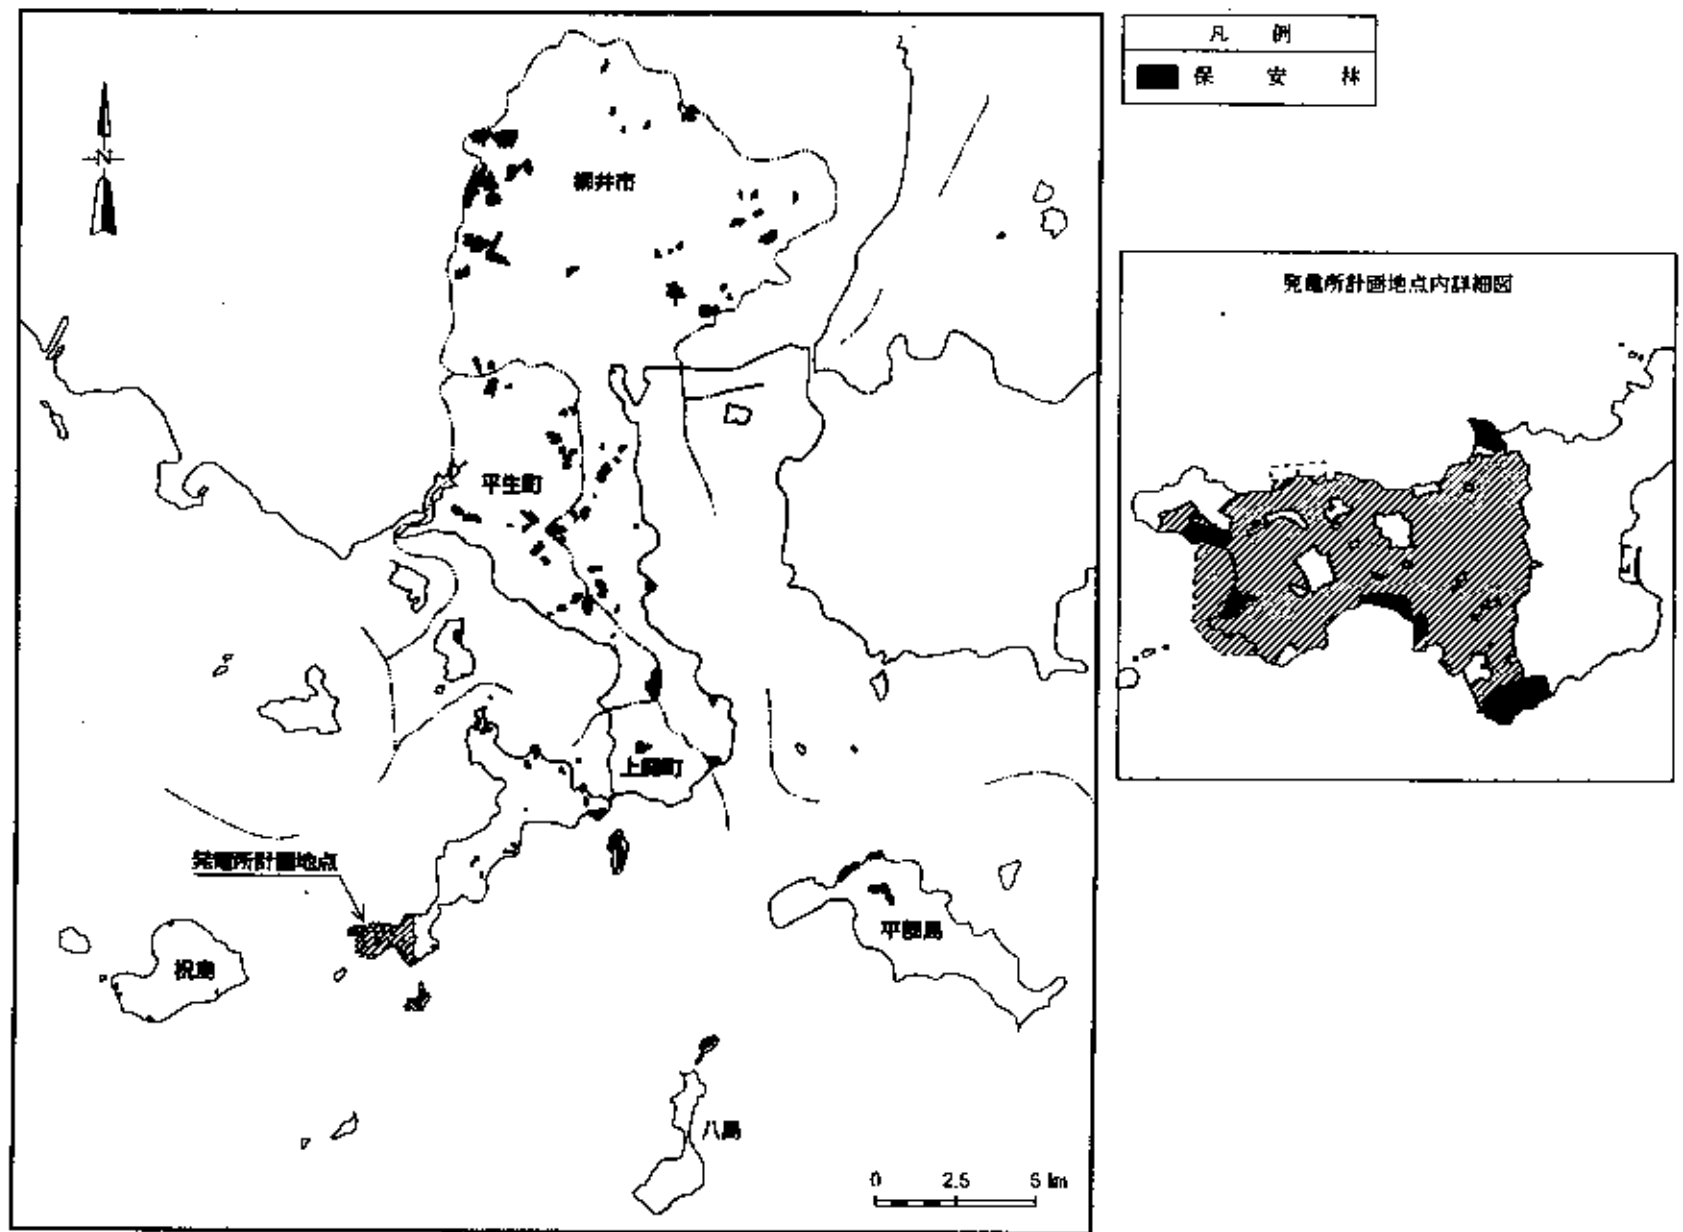 凡 例
保 安 林
N
柳井市
発電所計画地点内詳細図
平生町
上関町
発電所計画地点
祝島
平郡島
八島
0 2.5 5 km